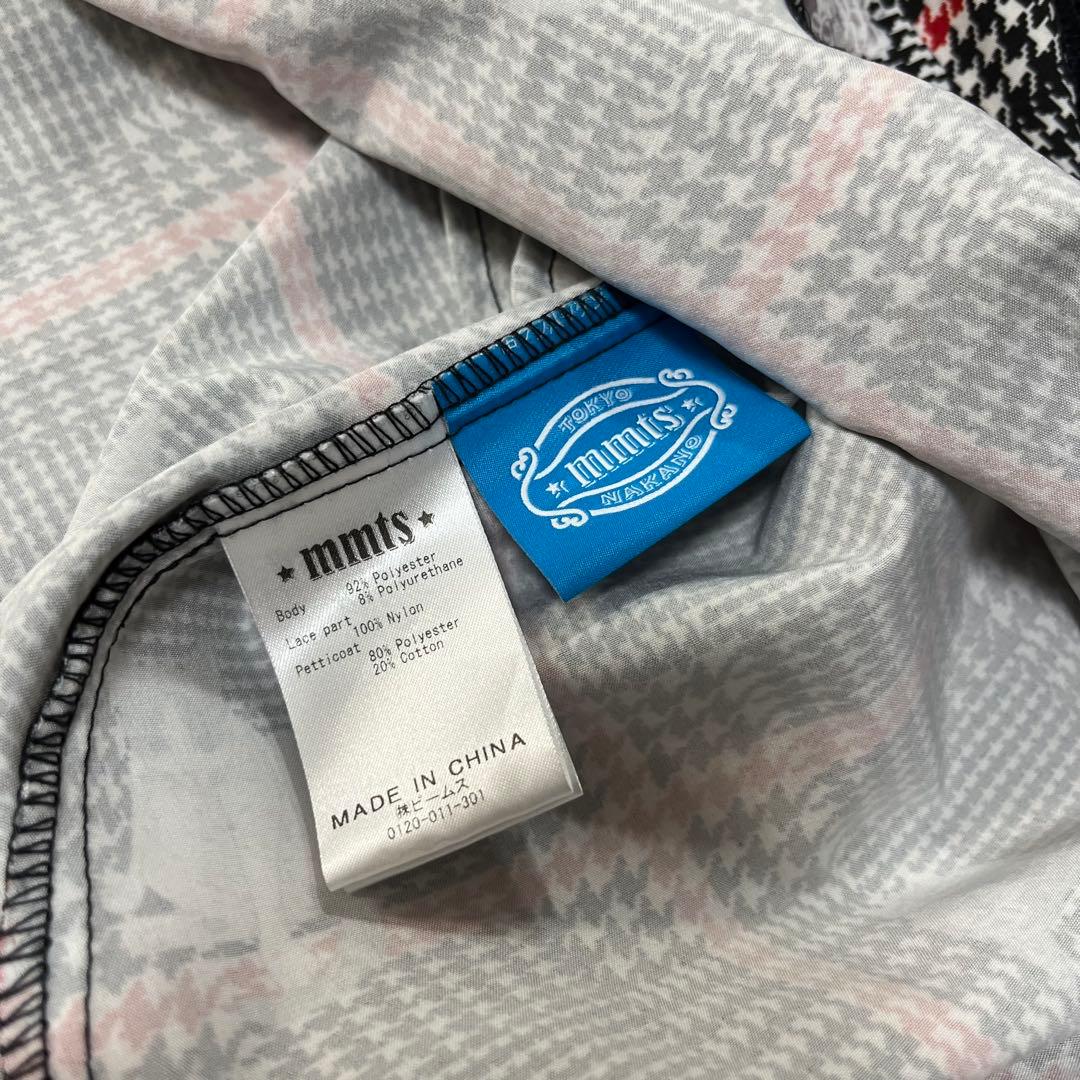 TOKYO
mmts
NAKANO
★mmts★
Body 92% Polyester
8% Polyurethane
Lace part 100% Nylon
Petticoat 80% Polyester
20% Cotton
MADE IN CHINA
㈱ビームス
0120-011-301